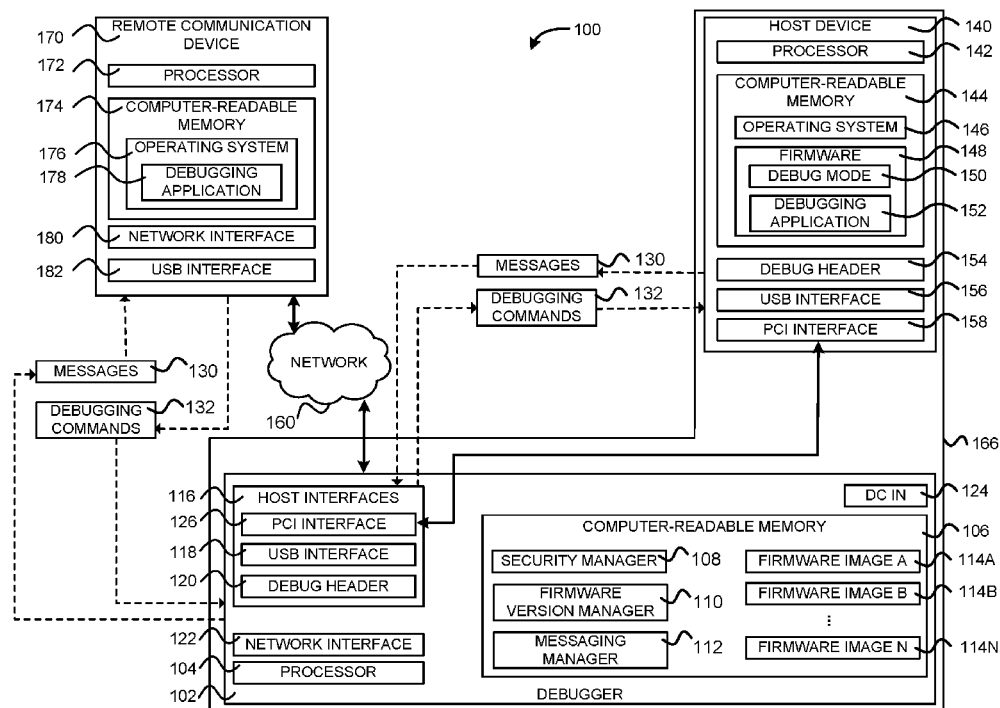 170
REMOTE COMMUNICATION
DEVICE
172
PROCESSOR
174
COMPUTER-READABLE
MEMORY
176
OPERATING SYSTEM
178
DEBUGGING
APPLICATION
180
NETWORK INTERFACE
182
USB INTERFACE
100
HOST DEVICE
140
PROCESSOR
142
COMPUTER-READABLE
MEMORY
144
OPERATING SYSTEM
146
FIRMWARE
148
DEBUG MODE
150
DEBUGGING
APPLICATION
152
DEBUG HEADER
154
USB INTERFACE
156
PCI INTERFACE
158
MESSAGES
130
DEBUGGING
COMMANDS
132
NETWORK
160
MESSAGES
130
DEBUGGING
COMMANDS
132
166
116
HOST INTERFACES
126
PCI INTERFACE
118
USB INTERFACE
120
DEBUG HEADER
122
NETWORK INTERFACE
104
PROCESSOR
102
DEBUGGER
DC IN
124
COMPUTER-READABLE MEMORY
106
SECURITY MANAGER
108
FIRMWARE
VERSION MANAGER
110
MESSAGING
MANAGER
112
FIRMWARE IMAGE A
114A
FIRMWARE IMAGE B
114B
...
FIRMWARE IMAGE N
114N